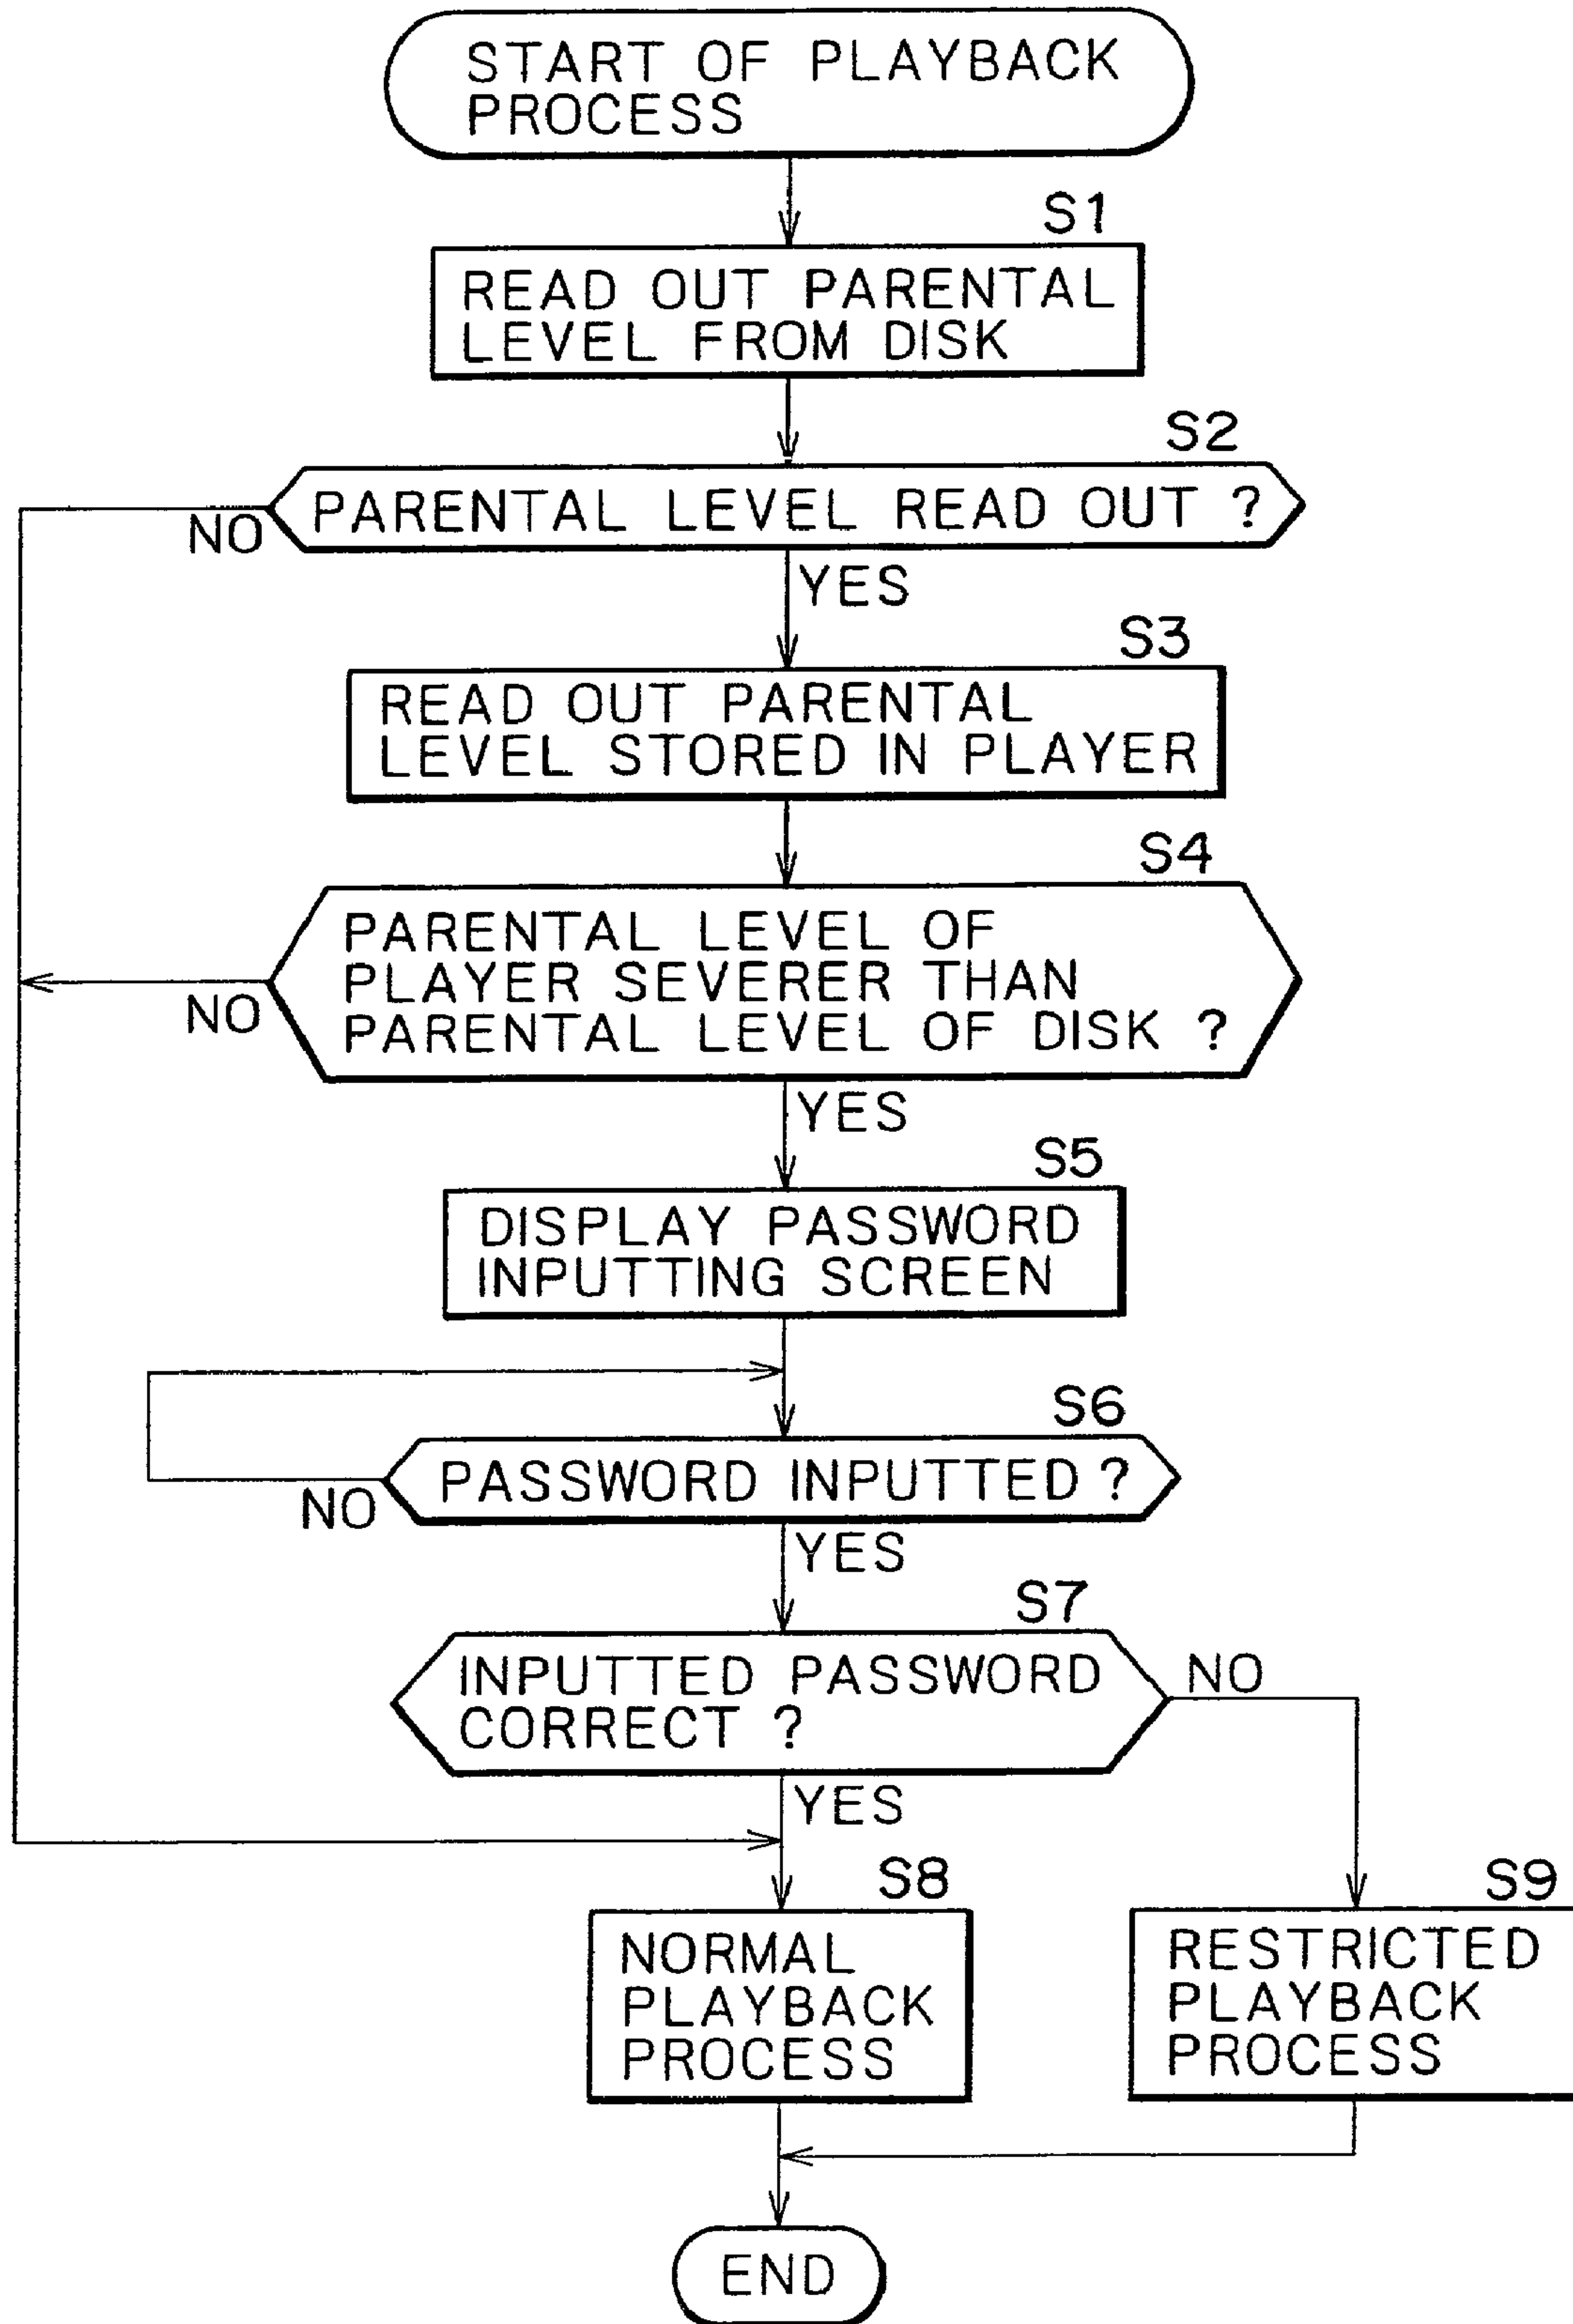 START OF PLAYBACK
PROCESS
S1
READ OUT PARENTAL
LEVEL FROM DISK
S2
PARENTAL LEVEL READ OUT ?
NO
YES
S3
READ OUT PARENTAL
LEVEL STORED IN PLAYER
S4
PARENTAL LEVEL OF
PLAYER SEVERER THAN
PARENTAL LEVEL OF DISK ?
NO
YES
S5
DISPLAY PASSWORD
INPUTTING SCREEN
S6
PASSWORD INPUTTED ?
NO
YES
S7
INPUTTED PASSWORD
CORRECT ?
NO
YES
S8
NORMAL
PLAYBACK
PROCESS
S9
RESTRICTED
PLAYBACK
PROCESS
END